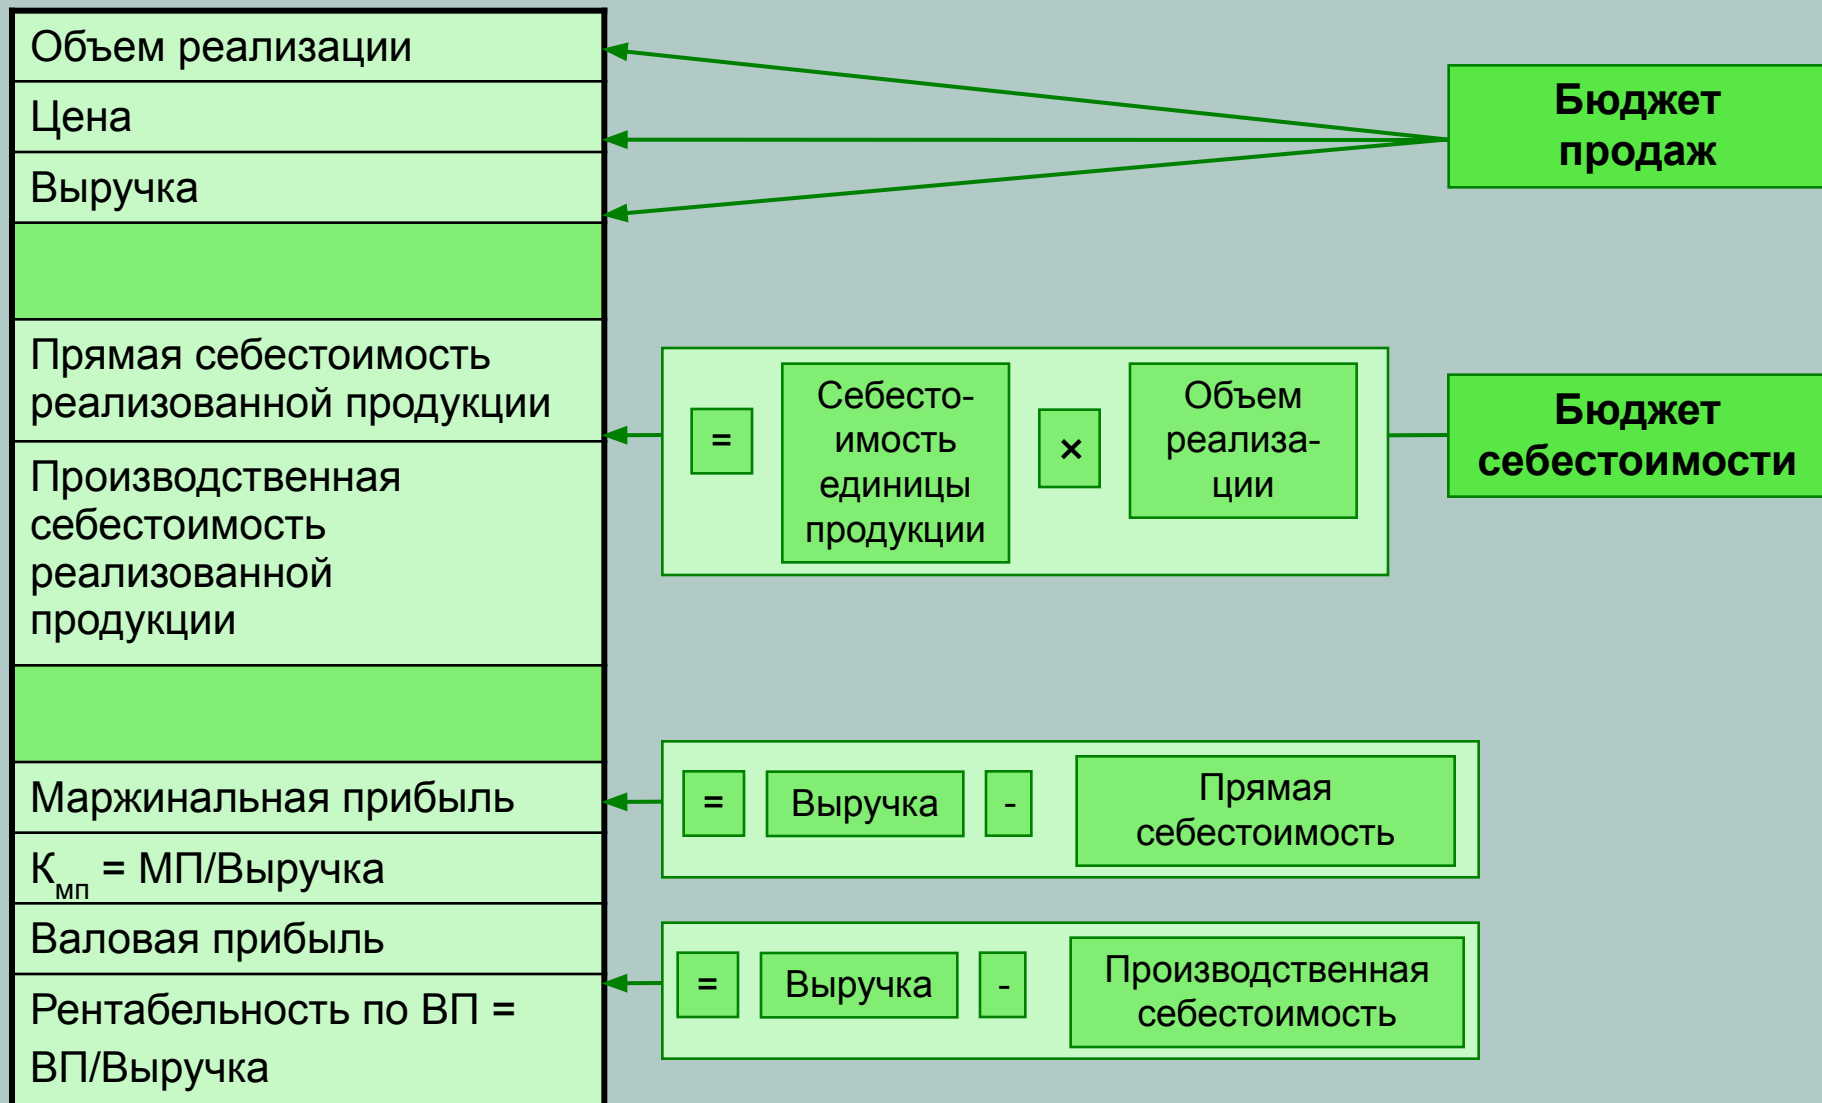 Объем реализации
Цена
Выручка
Бюджет
продаж
Прямая себестоимость
реализованной продукции
Производственная
себестоимость
реализованной
продукции
=
Себесто-
имость
единицы
продукции
×
Объем
реализа-
ции
Бюджет
себестоимости
Маржинальная прибыль
= Выручка -
Прямая
себестоимость
Kмп = МП/Выручка
Валовая прибыль
Рентабельность по ВП =
ВП/Выручка
= Выручка -
Производственная
себестоимость